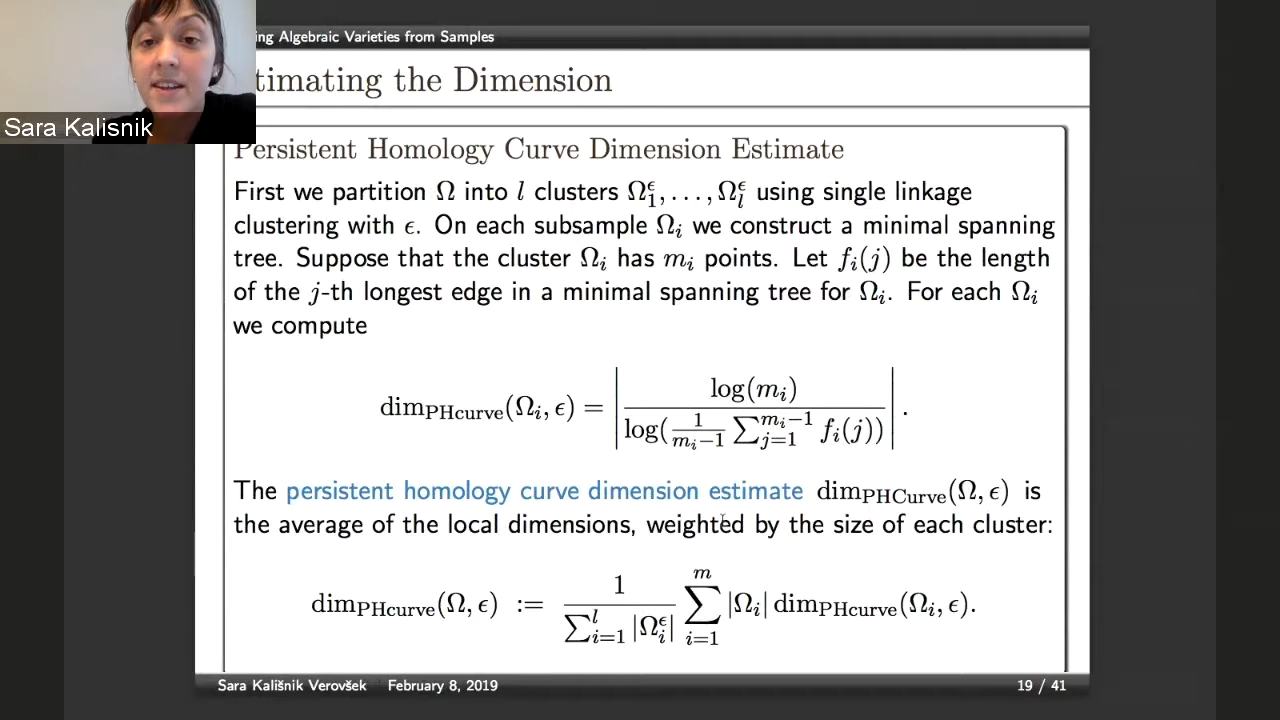 ing Algebraic Varieties from Samples
timating the Dimension
Sara Kalisnik
Persistent Homology Curve Dimension Estimate
First we partition Ω into l clusters Ω₁^ϵ, . . . , Ω_l^ϵ using single linkage
clustering with ϵ. On each subsample Ω_i we construct a minimal spanning
tree. Suppose that the cluster Ω_i has m_i points. Let f_i(j) be the length
of the j-th longest edge in a minimal spanning tree for Ω_i. For each Ω_i
we compute
dim_PHcurve(Ω_i, ϵ) = | log(m_i) / log(1/(m_i−1) ∑_{j=1}^{m_i−1} f_i(j)) | .
The persistent homology curve dimension estimate dim_PHCurve(Ω, ϵ) is
the average of the local dimensions, weighted by the size of each cluster:
dim_PHcurve(Ω, ϵ) := 1 / ∑_{i=1}^{l} |Ω_i^ϵ| ∑_{i=1}^{m} |Ω_i| dim_PHcurve(Ω_i, ϵ).
Sara Kališnik Verovšek February 8, 2019 19 / 41